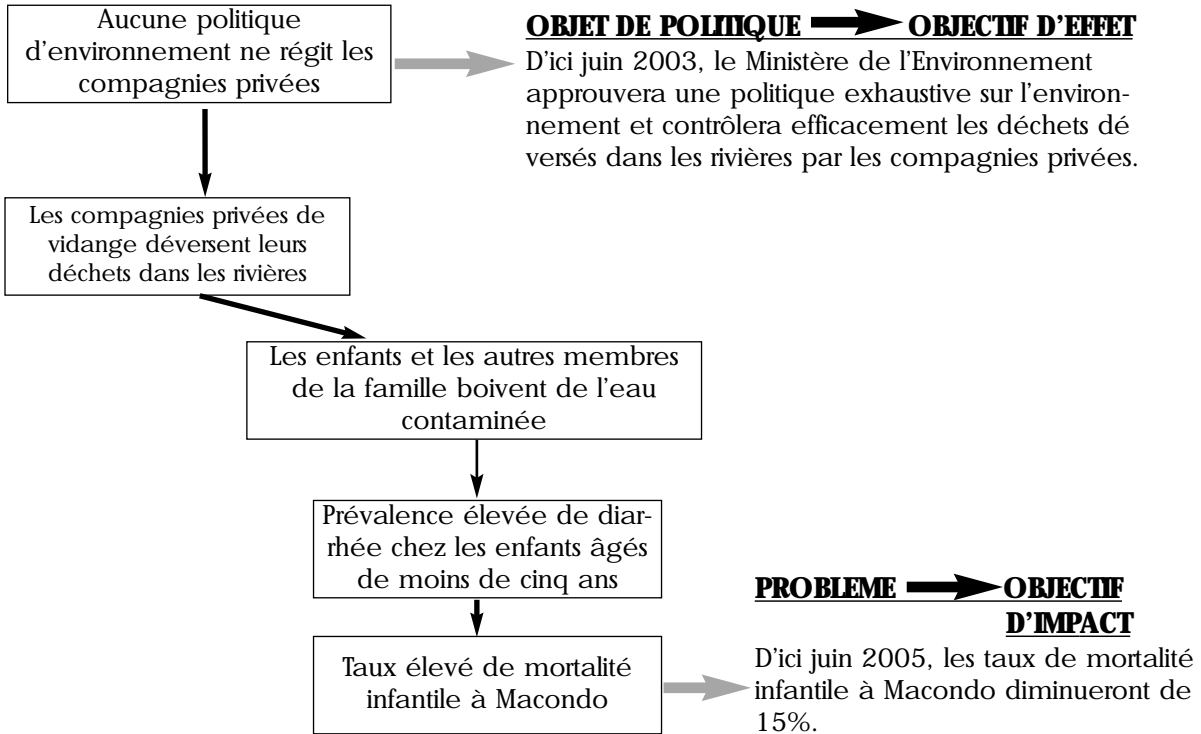 Aucune politique
d'environnement ne régit les
compagnies privées
OBJET DE POLITIQUE OBJECTIF D'EFFET
D'ici juin 2003, le Ministère de l'Environnement
approuvera une politique exhaustive sur l'environ-
nement et contrôlera efficacement les déchets dé
versés dans les rivières par les compagnies privées.
Les compagnies privées de
vidange déversent leurs
déchets dans les rivières
Les enfants et les autres membres
de la famille boivent de l'eau
contaminée
Prévalence élevée de diar-
rhée chez les enfants âgés
de moins de cinq ans
Taux élevé de mortalité
infantile à Macondo
PROBLEME OBJECTIF
D'IMPACT
D'ici juin 2005, les taux de mortalité
infantile à Macondo diminueront de
15%.